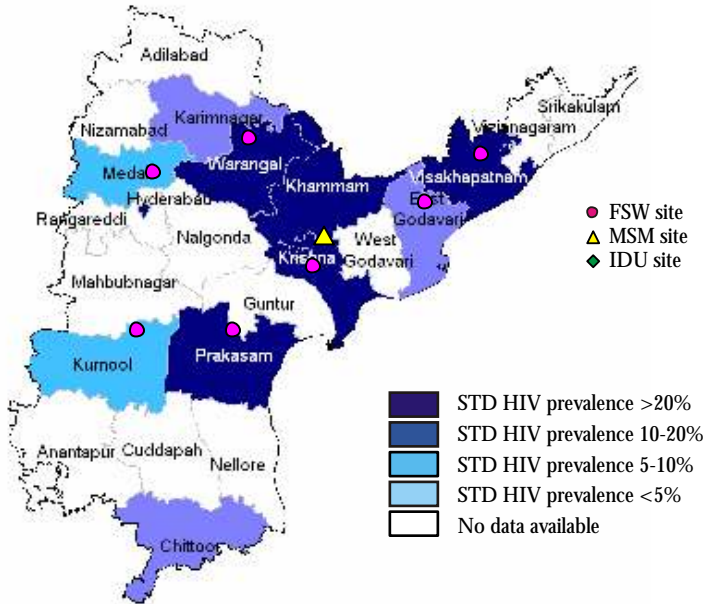 Adilabad
Srikakulam
Karimnagar
Nizamabad
Vizianagaram
Warangal
Medak
Khammam
Visakhapatnam
Hyderabad
East
Godavari
Rangareddi
Nalgonda
West
Godavari
Krishna
Mahbubnagar
Guntur
Prakasam
Kurnool
Anantapur
Cuddapah
Nellore
Chittoor
FSW site
MSM site
IDU site
STD HIV prevalence >20%
STD HIV prevalence 10-20%
STD HIV prevalence 5-10%
STD HIV prevalence <5%
No data available